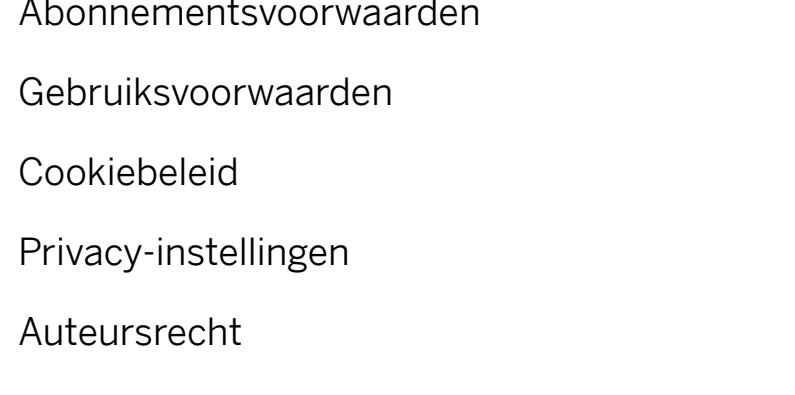 Abonnementsvoorwaarden
Gebruiksvoorwaarden
Cookiebeleid
Privacy-instellingen
Auteursrecht